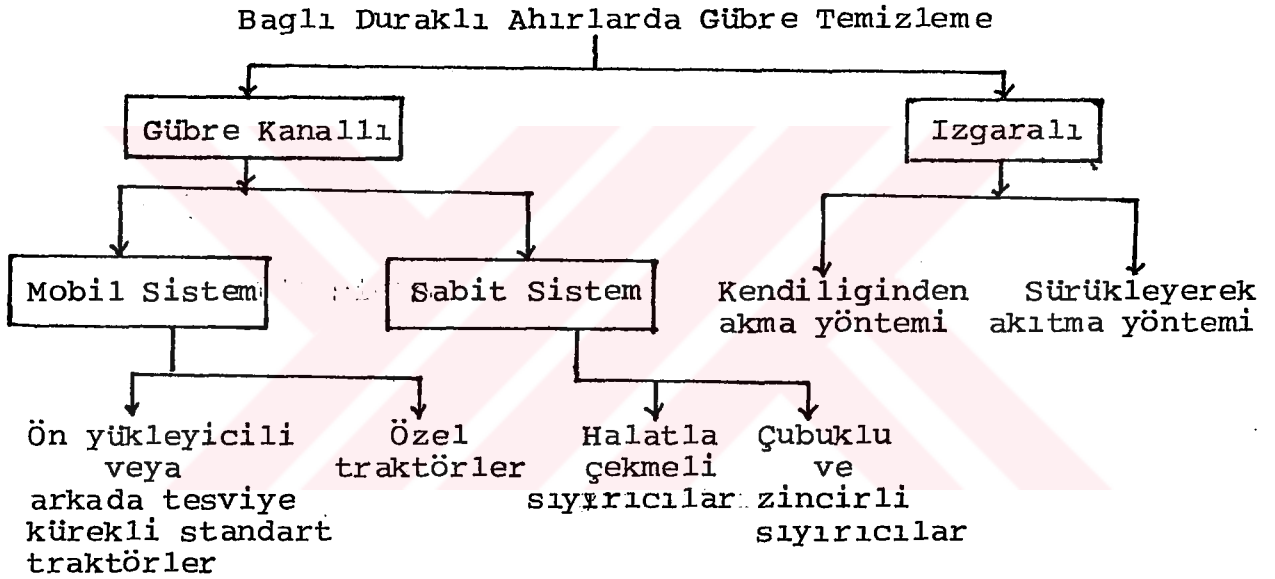 Baglı Duraklı Ahırlarda Gübre Temizleme
Gübre Kanallı
Izgaralı
Mobil Sistem
Sabit Sistem
Kendiliginden
akma yöntemi
Sürükleyerek
akıtma yöntemi
Ön yükleyicili
veya
arkada tesviye
kürekli standart
traktörler
Özel
traktörler
Halatla
çekmeli
sıyırıcılar
Çubuklu
ve
zincirli
sıyırıcılar